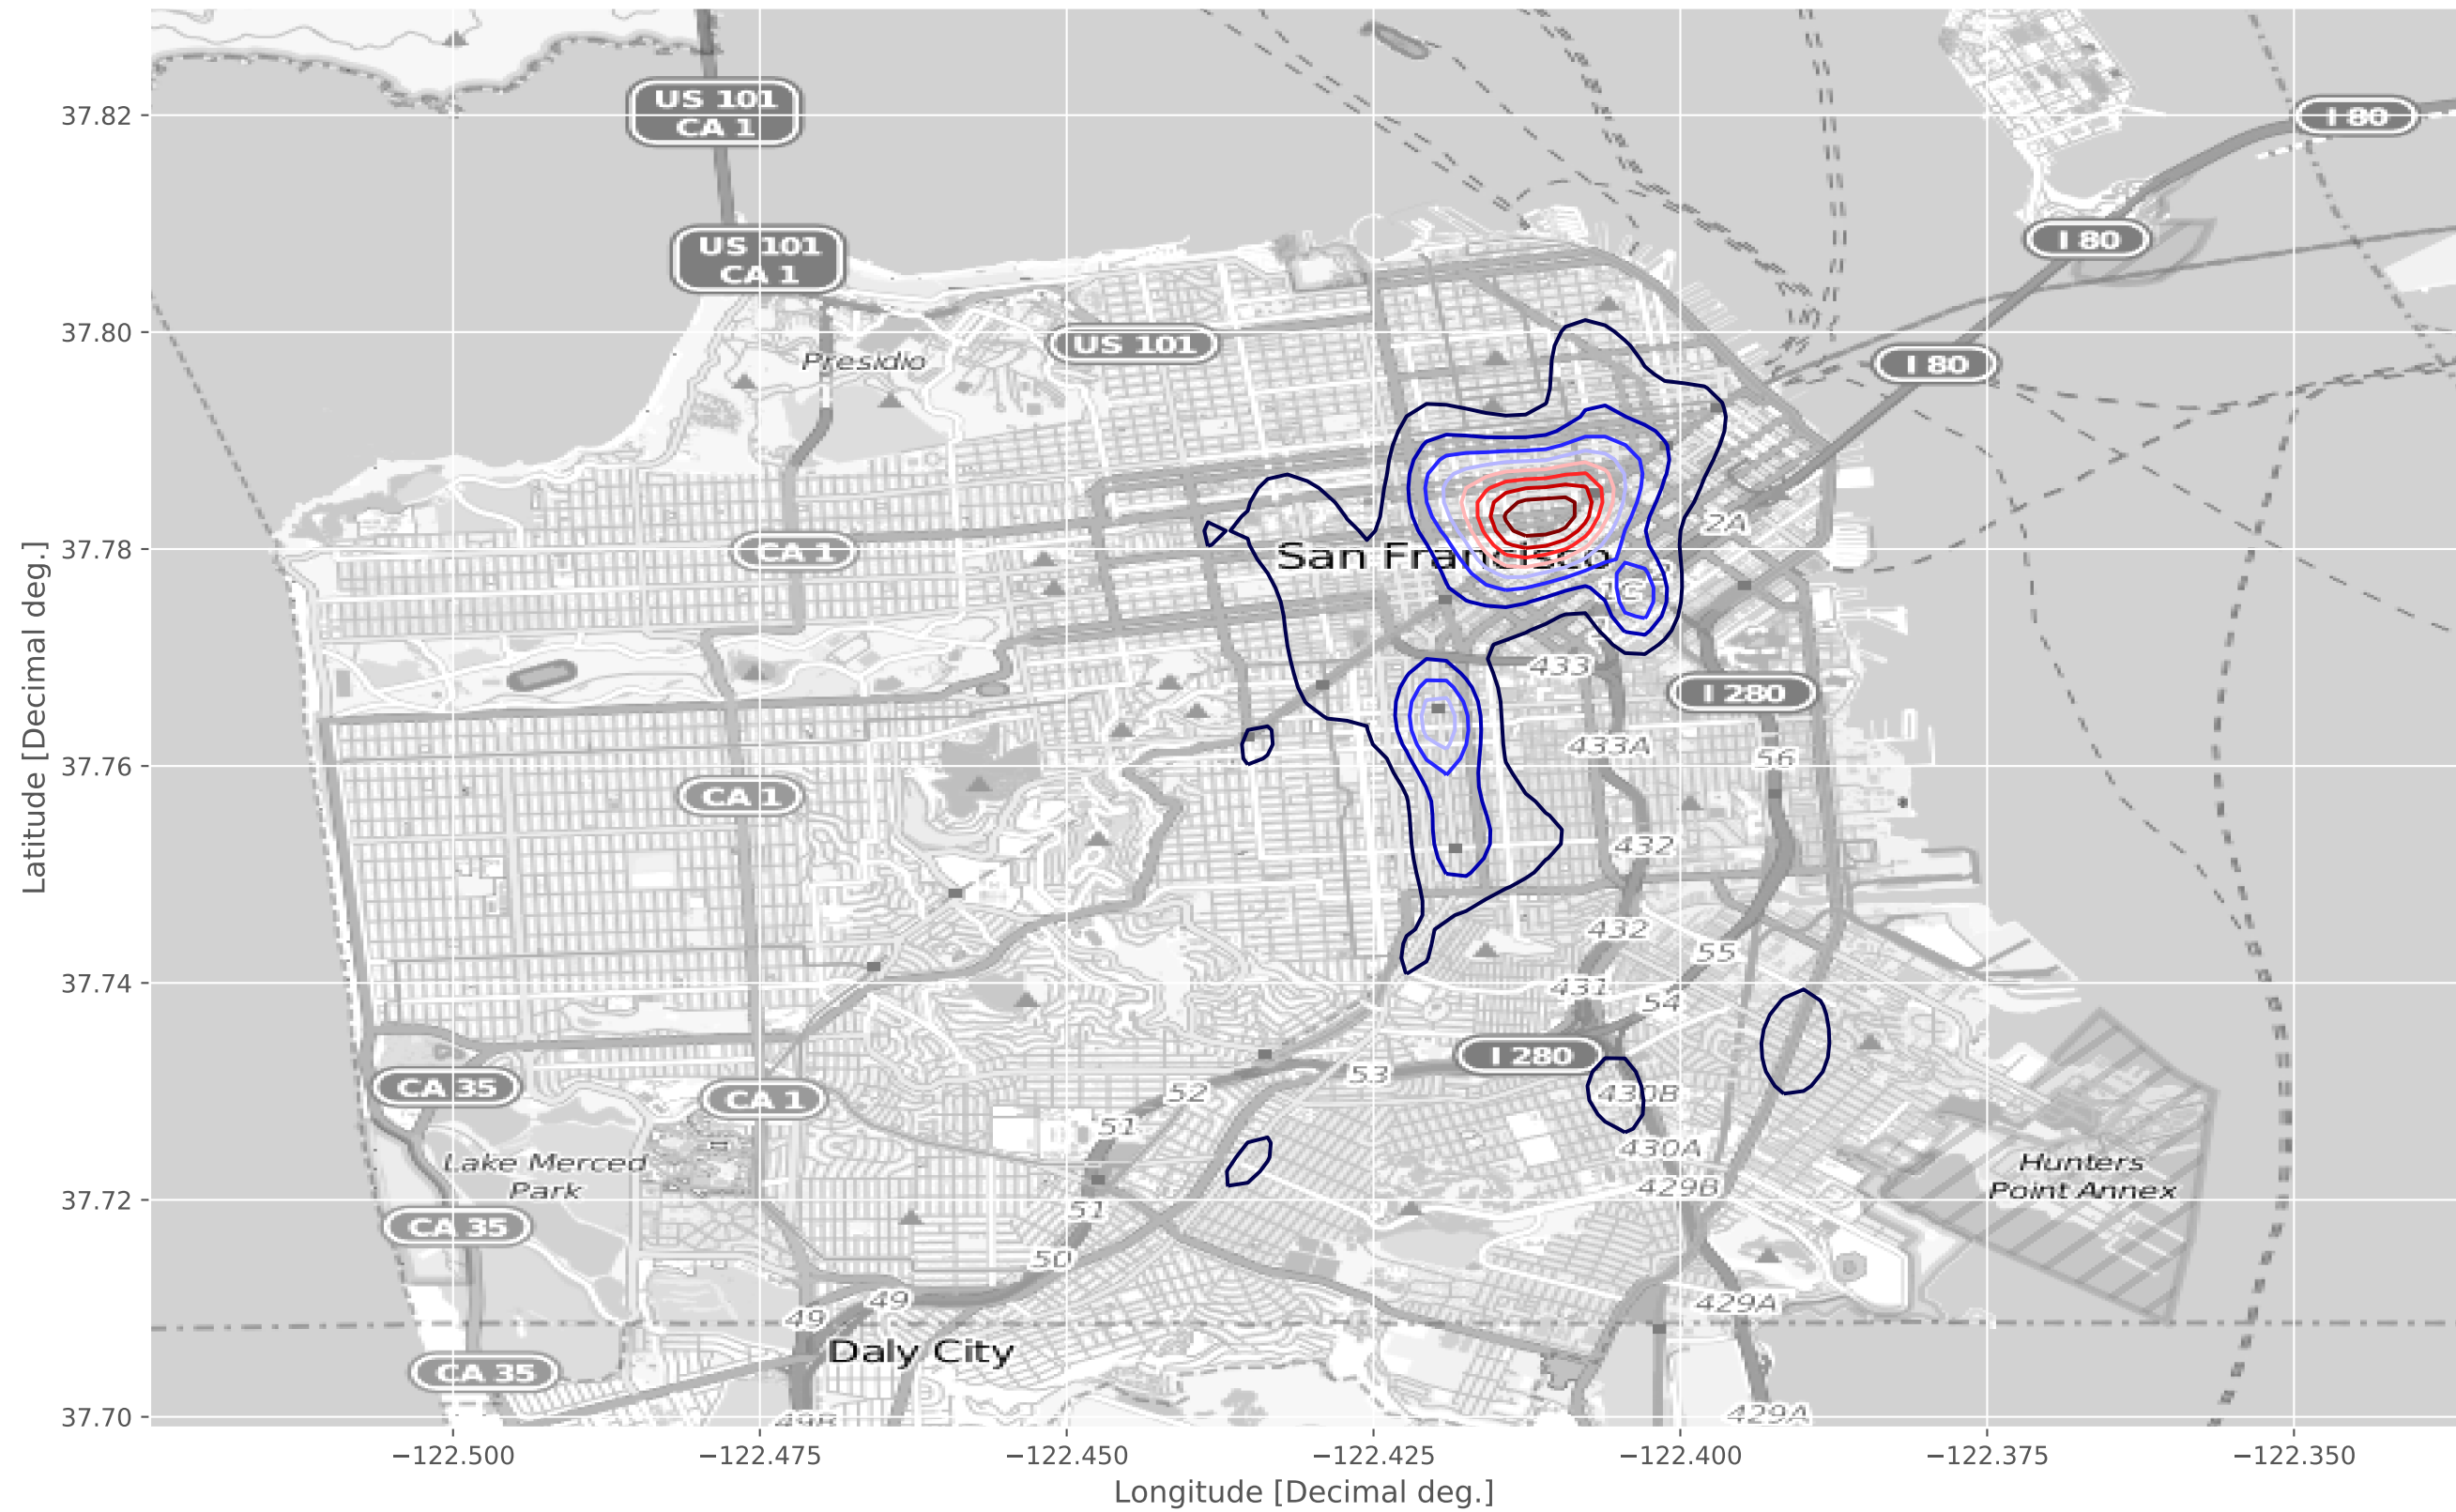 US 101
CA 1
I 80
37.82
I 80
US 101
CA 1
37.80
US 101
Presidio
I 80
2A
CA 1
San Francisco
37.78
1C
433
I 280
433A
56
37.76
CA 1
432
432
55
37.74
431
54
I 280
53
CA 35
CA 1
52
430B
51
430A
Lake Merced
Park
Hunters
Point Annex
429B
37.72
51
CA 35
50
49
429A
49
Daly City
CA 35
37.70
49B
429A
−122.500
−122.475
−122.450
−122.425
−122.400
−122.375
−122.350
Longitude [Decimal deg.]
Latitude [Decimal deg.]